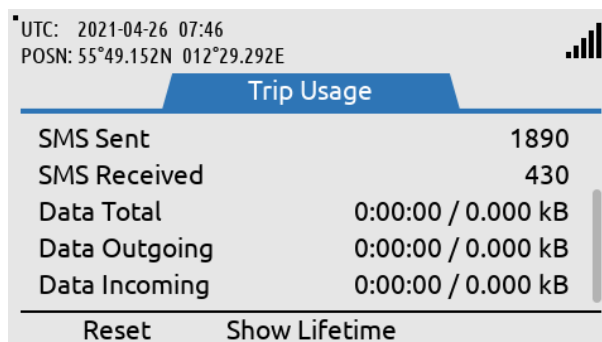 UTC: 2021-04-26 07:46
POSN: 55°49.152N 012°29.292E
Trip Usage
SMS Sent 1890
SMS Received 430
Data Total 0:00:00 / 0.000 kB
Data Outgoing 0:00:00 / 0.000 kB
Data Incoming 0:00:00 / 0.000 kB
Reset Show Lifetime